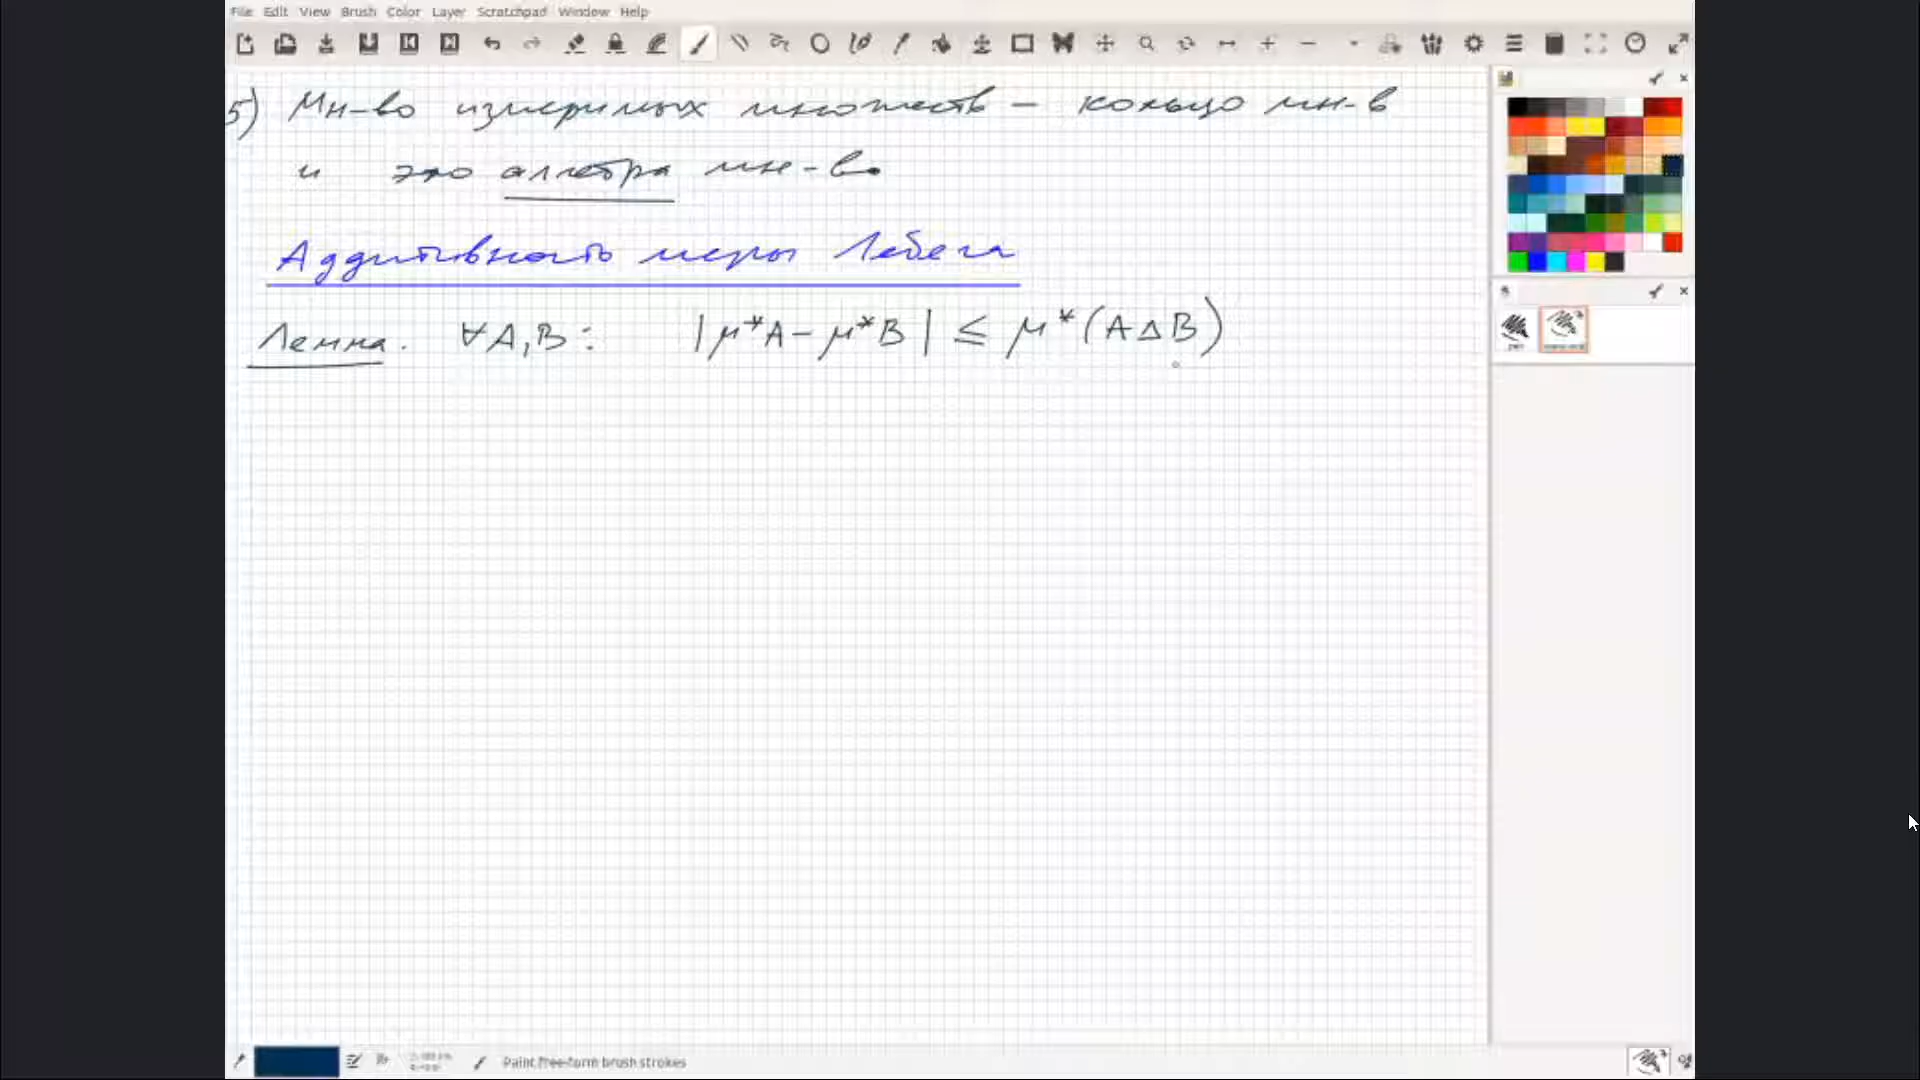 File Edit View Brush Color Layer Scratchpad Window Help
5) Мн-во измеримых множеств – кольцо мн-в
и это алгебра мн-в.
Аддитивность меры Лебега
Лемма. ∀A,B: |μ*A – μ*B| ≤ μ*(A△B)
Paint free-form brush strokes